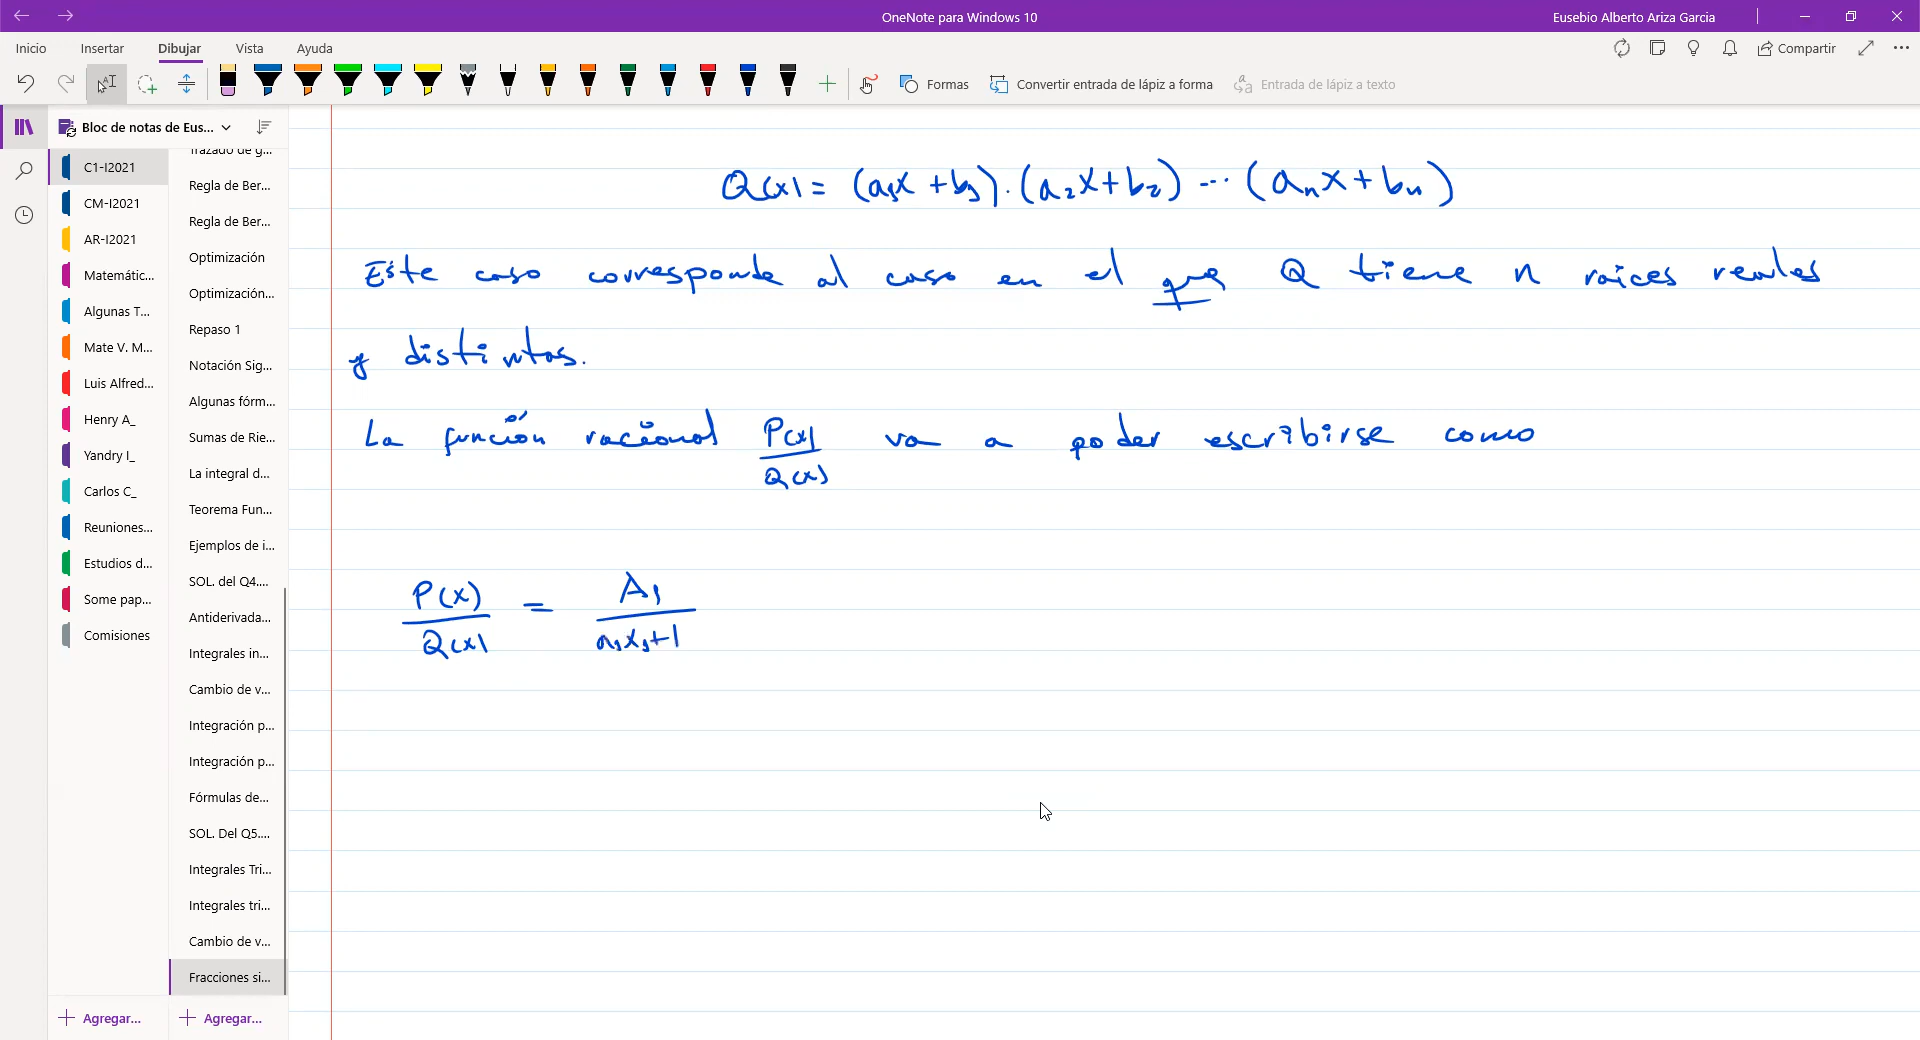 OneNote para Windows 10
Eusebio Alberto Ariza Garcia
Inicio Insertar Dibujar Vista Ayuda
Compartir
Formas
Convertir entrada de lápiz a forma
Entrada de lápiz a texto
Bloc de notas de Eus...
C1-I2021
CM-I2021
AR-I2021
Matemátic...
Algunas T...
Mate V. M...
Luis Alfred...
Henry A_
Yandry I_
Carlos C_
Reuniones...
Estudios d...
Some pap...
Comisiones
Agregar...
Trazado de g...
Regla de Ber...
Regla de Ber...
Optimización
Optimización...
Repaso 1
Notación Sig...
Algunas fórm...
Sumas de Rie...
La integral d...
Teorema Fun...
Ejemplos de i...
SOL. del Q4....
Antiderivada...
Integrales in...
Cambio de v...
Integración p...
Integración p...
Fórmulas de...
SOL. Del Q5....
Integrales Tri...
Integrales tri...
Cambio de v...
Fracciones si...
Agregar...
Q(x) = (a₁x + b₁) · (a₂x + b₂) ··· (aₙx + bₙ)
Este caso corresponde al caso en el que Q tiene n raices reales
y distintas.
La función racional P(x)/Q(x) va a poder escribirse como
P(x)/Q(x) = A₁/(a₁x₁+1